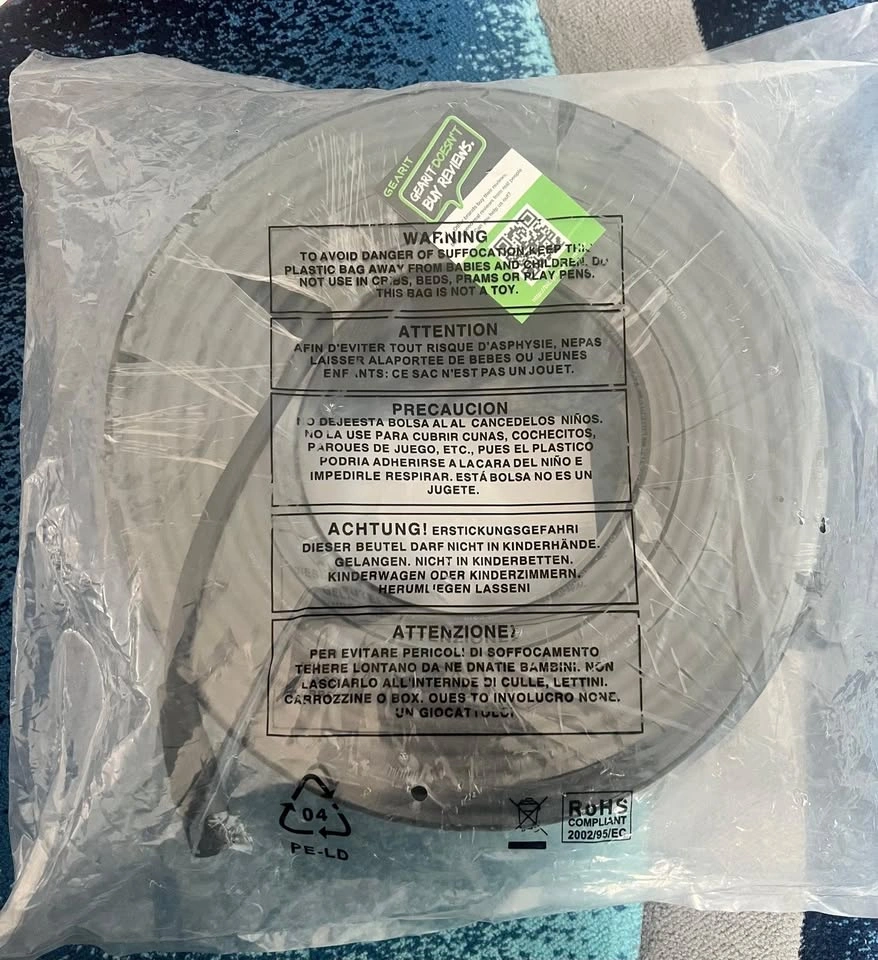 GEARIT
GEARIT DOESN'T
BUY REVIEWS.
WARNING
TO AVOID DANGER OF SUFFOCATION KEEP THIS
PLASTIC BAG AWAY FROM BABIES AND CHILDREN. DO
NOT USE IN CRIBS, BEDS, PRAMS OR PLAY PENS.
THIS BAG IS NOT A TOY.
ATTENTION
AFIN D'EVITER TOUT RISQUE D'ASPHYSIE, NEPAS
LAISSER ALAPORTEE DE BEBES OU JEUNES
ENFANTS: CE SAC N'EST PAS UN JOUET.
PRECAUCION
NO DEJEESTA BOLSA AL AL CANCEDELOS NIÑOS.
NO LA USE PARA CUBRIR CUNAS, COCHECITOS,
PAROUES DE JUEGO, ETC., PUES EL PLASTICO
PODRIA ADHERIRSE A LACARA DEL NIÑO E
IMPEDIRLE RESPIRAR. ESTÁ BOLSA NO ES UN
JUGETE.
ACHTUNG! ERSTICKUNGSGEFAHRI
DIESER BEUTEL DARF NICHT IN KINDERHÄNDE.
GELANGEN. NICHT IN KINDERBETTEN.
KINDERWAGEN ODER KINDERZIMMERN.
HERUMLIEGEN LASSENI
ATTENZIONE?
PER EVITARE PERICOL! DI SOFFOCAMENTO
TEHERE LONTANO DA NE DNATIE BAMBINI. NON
LASCIARLO ALL'INTERNDE DI CULLE, LETTINI.
CARROZZINE O BOX. OUES TO INVOLUCRO NONE.
UN GIOCATTOLO!
04
PE-LD
RoHS
COMPLIANT
2002/95/EC